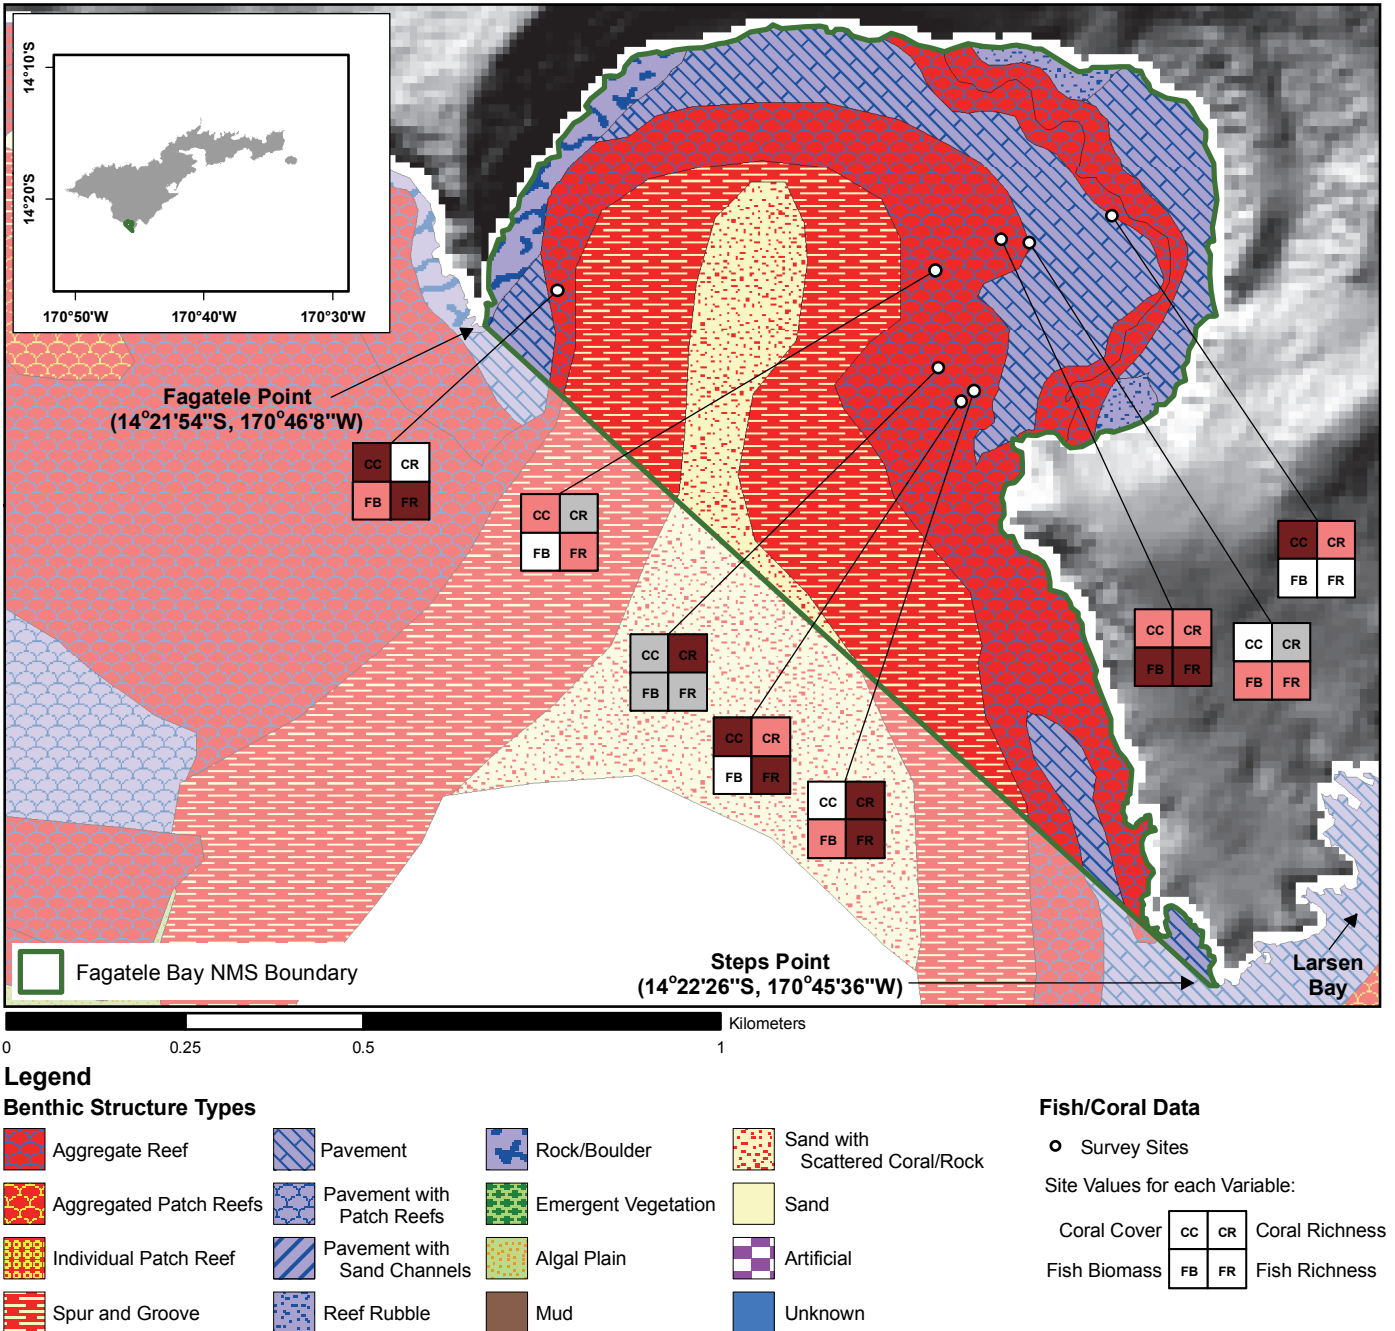 14°10'S
14°20'S
170°50'W 170°40'W 170°30'W
Fagatele Point
(14°21'54"S, 170°46'8"W)
CC CR
FB FR
CC CR
FB FR
CC CR
FB FR
CC CR
FB FR
CC CR
FB FR
CC CR
FB FR
CC CR
FB FR
CC CR
FB FR
Fagatele Bay NMS Boundary
Steps Point
(14°22'26"S, 170°45'36"W)
Larsen
Bay
Kilometers
0 0.25 0.5 1
Legend
Benthic Structure Types
Aggregate Reef
Aggregated Patch Reefs
Individual Patch Reef
Spur and Groove
Pavement
Pavement with
Patch Reefs
Pavement with
Sand Channels
Reef Rubble
Rock/Boulder
Emergent Vegetation
Algal Plain
Mud
Sand with
Scattered Coral/Rock
Sand
Artificial
Unknown
Fish/Coral Data
Survey Sites
Site Values for each Variable:
Coral Cover CC CR Coral Richness
Fish Biomass FB FR Fish Richness